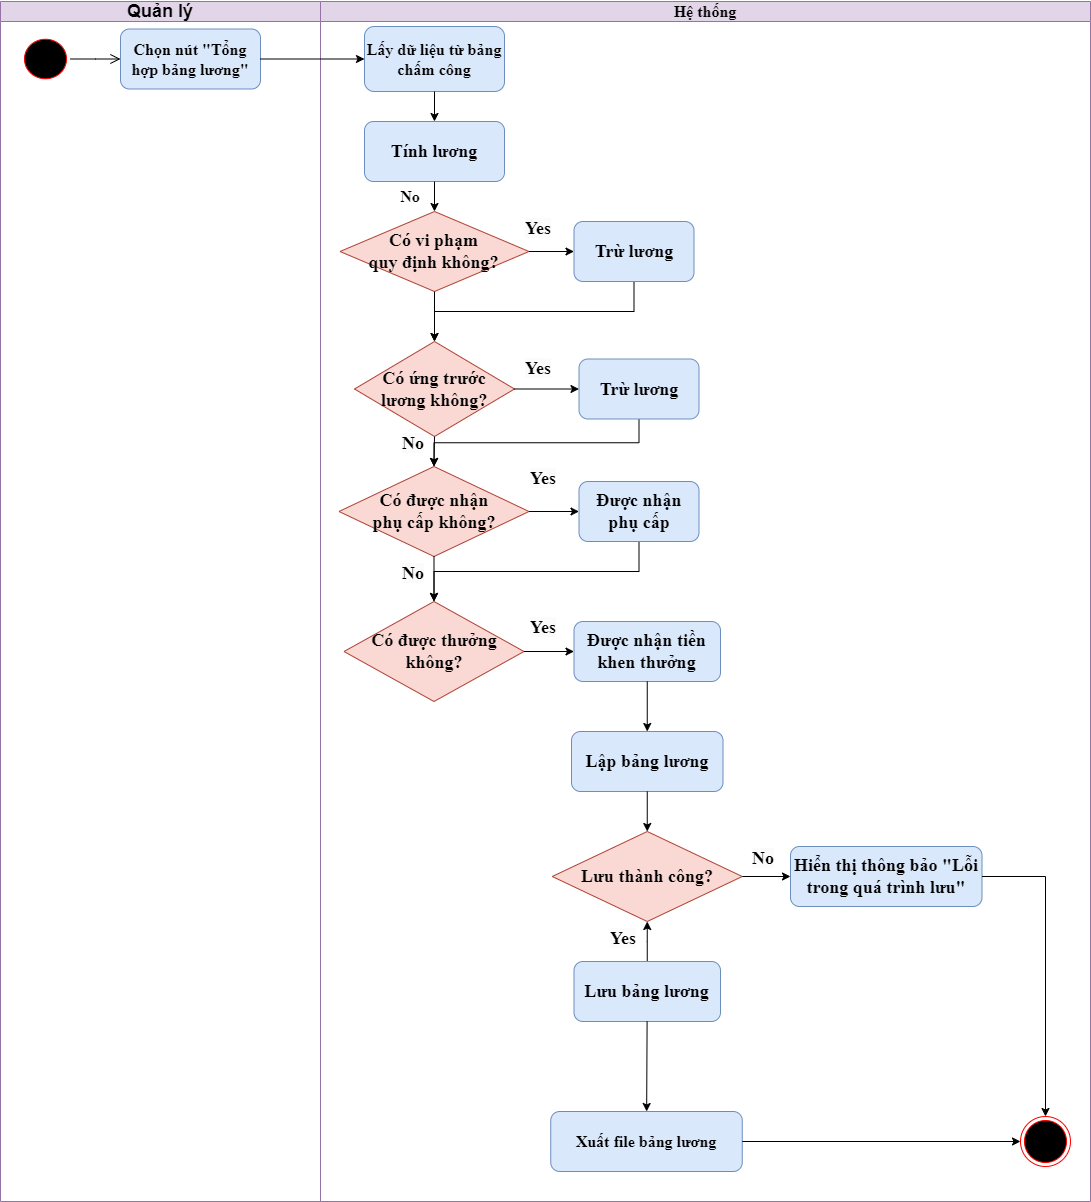 Quản lý
Hệ thống
Chọn nút "Tổng
hợp bảng lương"
Lấy dữ liệu từ bảng
chấm công
Tính lương
No
Có vi phạm
quy định không?
Yes
Trừ lương
Có ứng trước
lương không?
Yes
Trừ lương
No
Có được nhận
phụ cấp không?
Yes
Được nhận
phụ cấp
No
Có được thưởng
không?
Yes
Được nhận tiền
khen thưởng
Lập bảng lương
Lưu thành công?
No
Hiển thị thông bảo "Lỗi
trong quá trình lưu"
Yes
Lưu bảng lương
Xuất file bảng lương